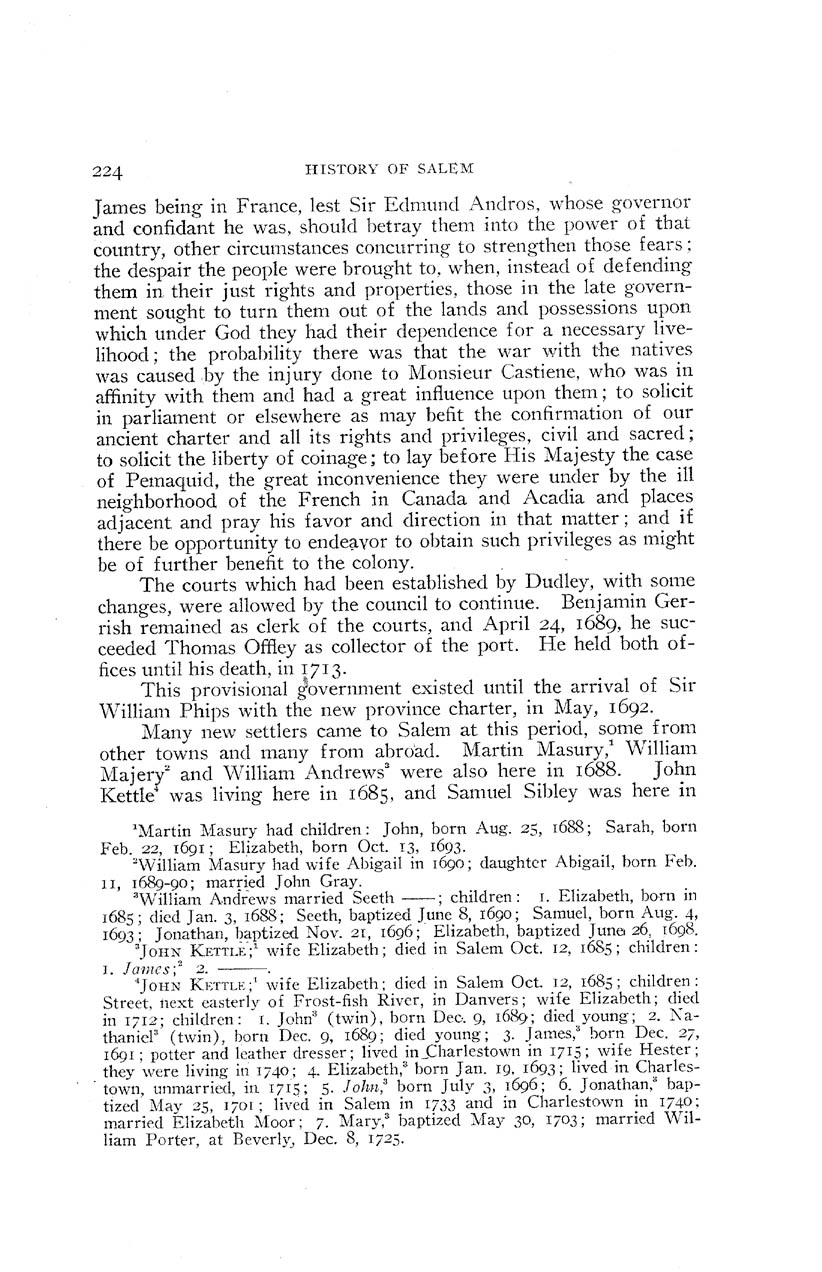 224 HISTORY OF SALEM
James being in France, lest Sir Edmund Andros, whose governor
and confidant he was, should betray them into the power of that
country, other circumstances concurring to strengthen those fears;
the despair the people were brought to, when, instead of defending
them in their just rights and properties, those in the late govern-
ment sought to turn them out of the lands and possessions upon
which under God they had their dependence for a necessary live-
lihood; the probability there was that the war with the natives
was caused by the injury done to Monsieur Castiene, who was in
affinity with them and had a great influence upon them; to solicit
in parliament or elsewhere as may befit the confirmation of our
ancient charter and all its rights and privileges, civil and sacred;
to solicit the liberty of coinage; to lay before His Majesty the case
of Pemaquid, the great inconvenience they were under by the ill
neighborhood of the French in Canada and Acadia and places
adjacent and pray his favor and direction in that matter; and if
there be opportunity to endeavor to obtain such privileges as might
be of further benefit to the colony.
The courts which had been established by Dudley, with some
changes, were allowed by the council to continue. Benjamin Ger-
rish remained as clerk of the courts, and April 24, 1689, he suc-
ceeded Thomas Offley as collector of the port. He held both of-
fices until his death, in 1713.
This provisional government existed until the arrival of Sir
William Phips with the new province charter, in May, 1692.
Many new settlers came to Salem at this period, some from
other towns and many from abroad. Martin Masury,¹ William
Majery² and William Andrews³ were also here in 1688. John
Kettle⁴ was living here in 1685, and Samuel Sibley was here in
¹Martin Masury had children: John, born Aug. 25, 1688; Sarah, born
Feb. 22, 1691; Elizabeth, born Oct. 13, 1693.
²William Masury had wife Abigail in 1690; daughter Abigail, born Feb.
11, 1689-90; married John Gray.
³William Andrews married Seeth ——; children: 1. Elizabeth, born in
1685; died Jan. 3, 1688; Seeth, baptized June 8, 1690; Samuel, born Aug. 4,
1693; Jonathan, baptized Nov. 21, 1696; Elizabeth, baptized June 26, 1698.
³JOHN KETTLE;¹ wife Elizabeth; died in Salem Oct. 12, 1685; children:
1. James;² 2. ———.
⁴JOHN KETTLE;¹ wife Elizabeth; died in Salem Oct. 12, 1685; children:
Street, next easterly of Frost-fish River, in Danvers; wife Elizabeth; died
in 1712; children: 1. John³ (twin), born Dec. 9, 1689; died young; 2. Na-
thaniel³ (twin), born Dec. 9, 1689; died young; 3. James,³ born Dec. 27,
1691; potter and leather dresser; lived in Charlestown in 1715; wife Hester;
they were living in 1740; 4. Elizabeth,³ born Jan. 19, 1693; lived in Charles-
town, unmarried, in 1715; 5. John,³ born July 3, 1696; 6. Jonathan,³ bap-
tized May 25, 1701; lived in Salem in 1733 and in Charlestown in 1740;
married Elizabeth Moor; 7. Mary,³ baptized May 30, 1703; married Wil-
liam Porter, at Beverly, Dec. 8, 1725.